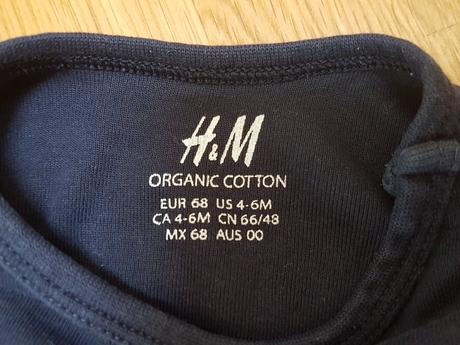 H&M
ORGANIC COTTON
EUR 68 US 4-6M
CA 4-6M CN 66/48
MX 68 AUS 00